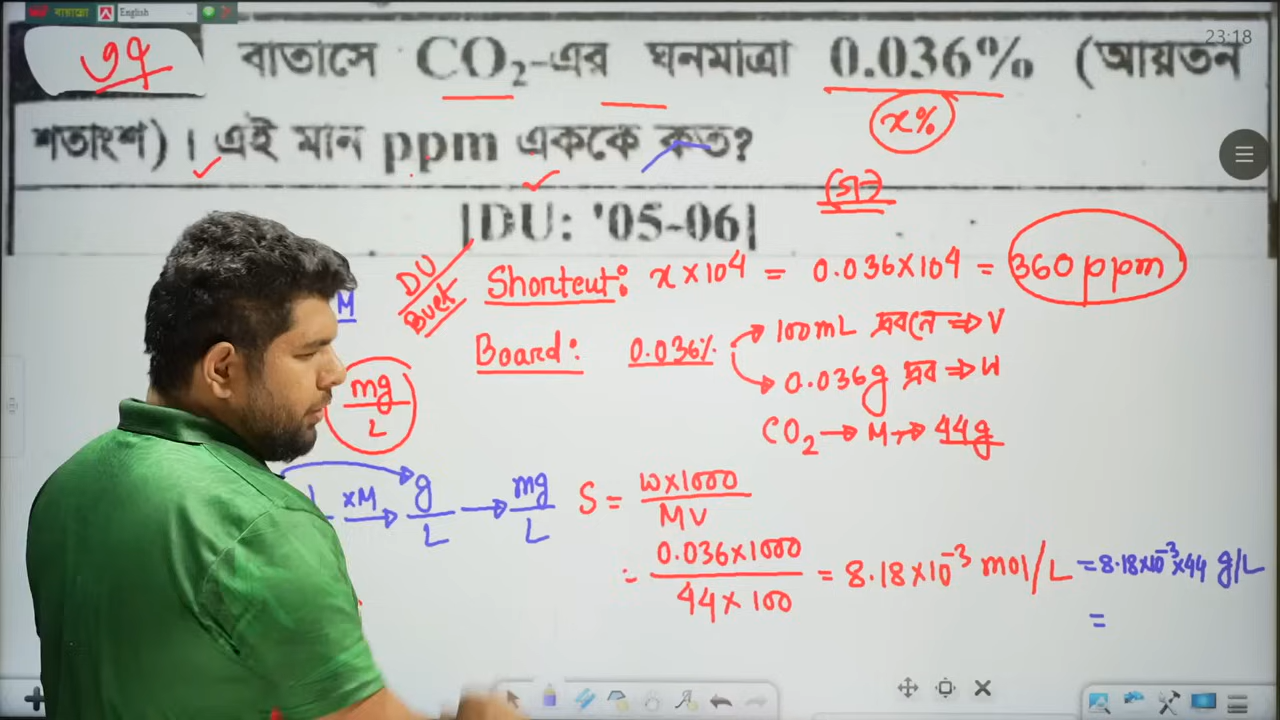 বায়ান্নো English
23:18
৩৭ বাতাসে CO₂-এর ঘনমাত্রা 0.036% (আয়তন
x%
শতাংশ) । এই মান ppm এককে কত?
(গ)
[DU: '05-06]
DU
Buet
Shortcut: x×10⁴ = 0.036×10⁴ = 360 ppm
M
Board: 0.036% → 100mL দ্রবনে ⇒ V
→ 0.036g দ্রব ⇒ W
mg/L
CO₂ → M → 44g
×M → g/L → mg/L
S = W×1000/MV
= 0.036×1000/44×100 = 8.18×10⁻³ mol/L = 8.18×10⁻³×44 g/L
=